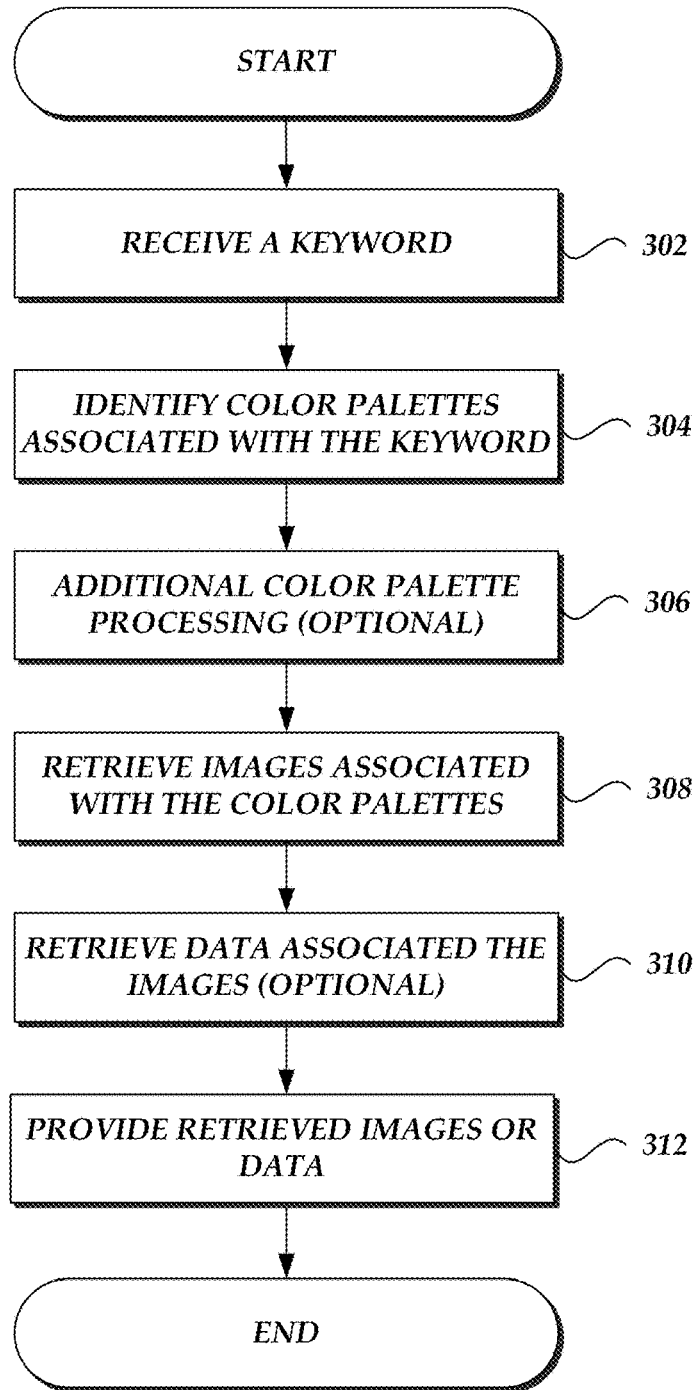 START
RECEIVE A KEYWORD
302
IDENTIFY COLOR PALETTES
ASSOCIATED WITH THE KEYWORD
304
ADDITIONAL COLOR PALETTE
PROCESSING (OPTIONAL)
306
RETRIEVE IMAGES ASSOCIATED
WITH THE COLOR PALETTES
308
RETRIEVE DATA ASSOCIATED THE
IMAGES (OPTIONAL)
310
PROVIDE RETRIEVED IMAGES OR
DATA
312
END